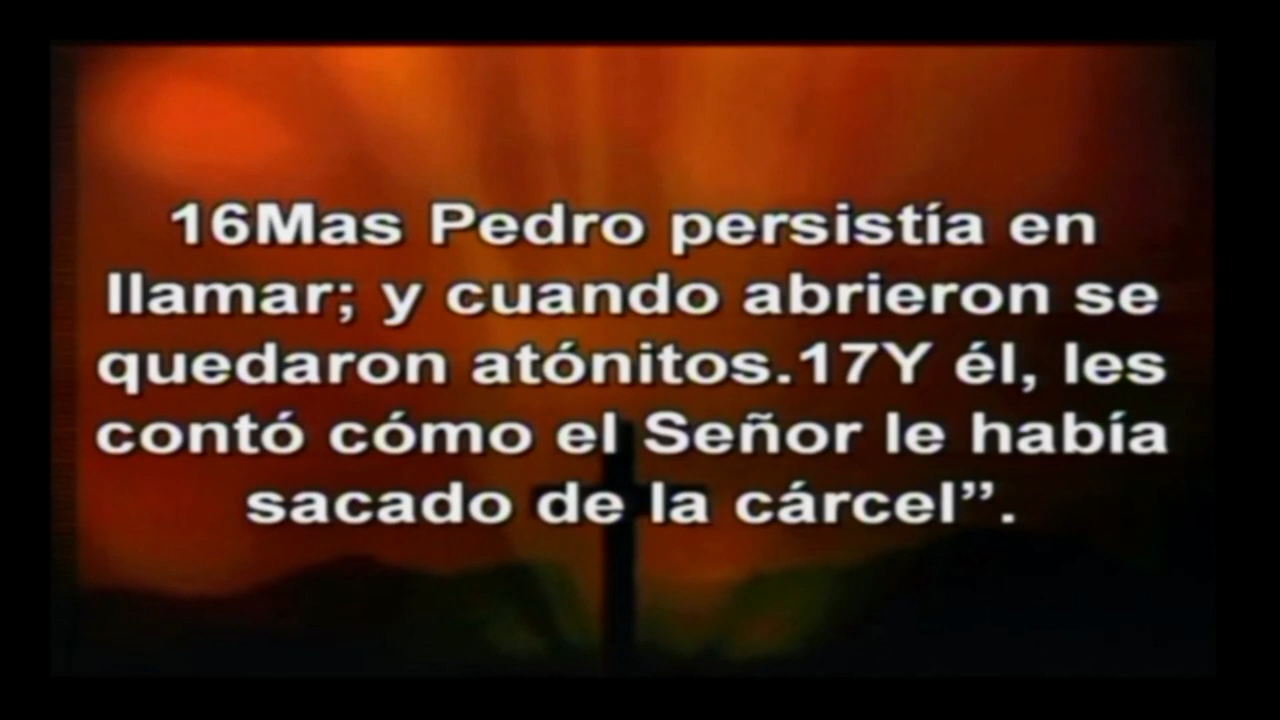 16Mas Pedro persistía en
llamar; y cuando abrieron se
quedaron atónitos.17Y él, les
contó cómo el Señor le había
sacado de la cárcel”.